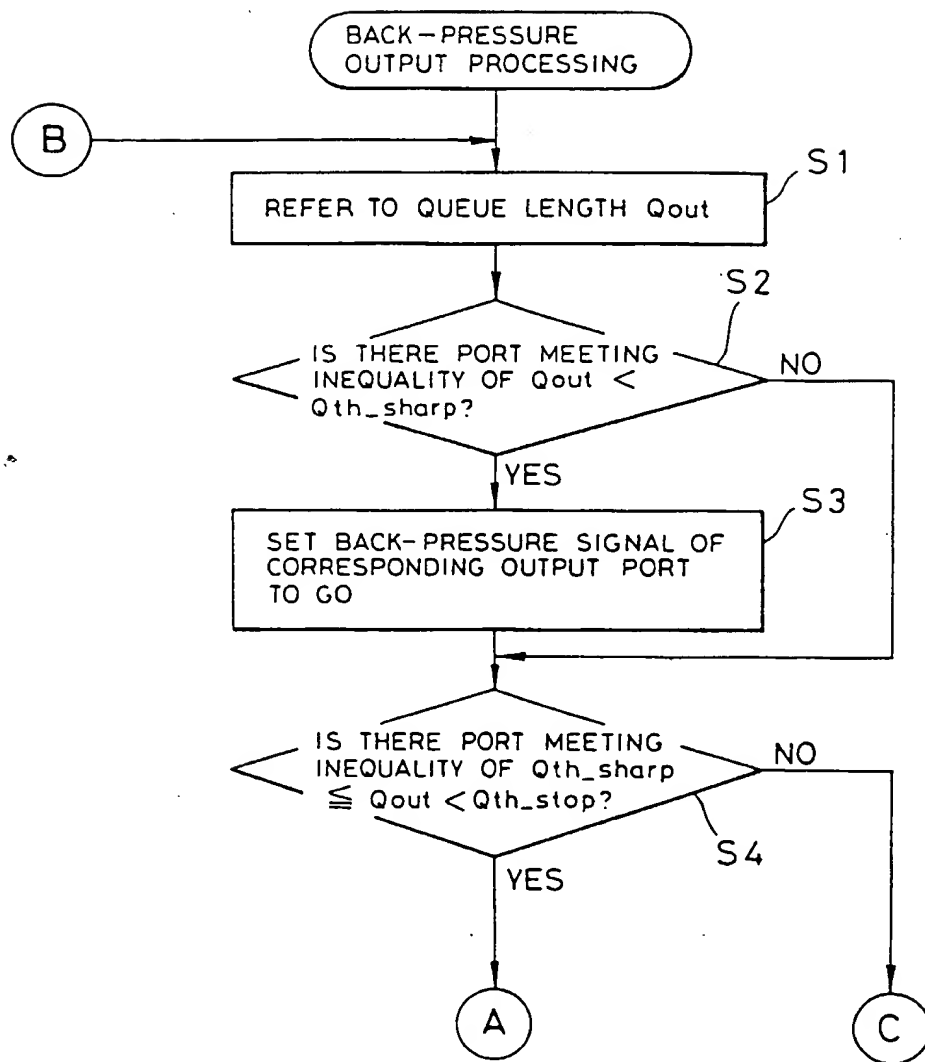 BACK-PRESSURE
OUTPUT PROCESSING
B
S1
REFER TO QUEUE LENGTH Qout
S2
IS THERE PORT MEETING
INEQUALITY OF Qout <
Qth_sharp?
NO
YES
S3
SET BACK-PRESSURE SIGNAL OF
CORRESPONDING OUTPUT PORT
TO GO
IS THERE PORT MEETING
INEQUALITY OF Qth_sharp
≦ Qout < Qth_stop?
NO
S4
YES
A
C